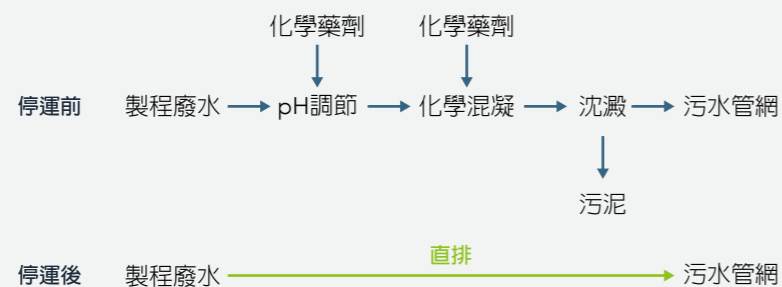 化學藥劑 化學藥劑
停運前 製程廢水 pH調節 化學混凝 沈澱 污水管網
污泥
直排
停運後 製程廢水 污水管網